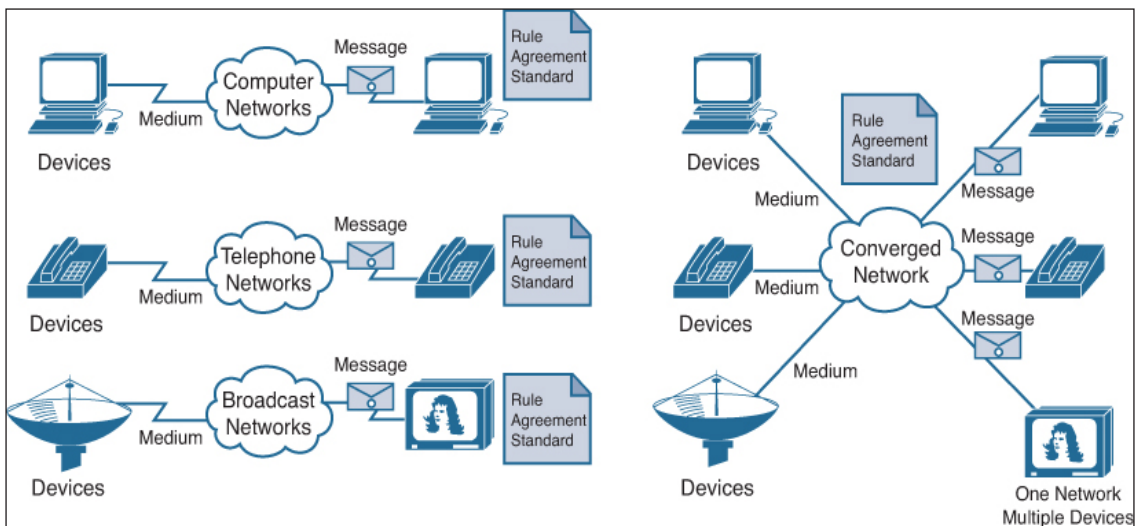 Message
Rule
Agreement
Standard
Computer
Networks
Medium
Devices
Message
Rule
Agreement
Standard
Telephone
Networks
Medium
Devices
Message
Rule
Agreement
Standard
Broadcast
Networks
Medium
Devices
Rule
Agreement
Standard
Devices
Message
Medium
Message
Converged
Network
Medium
Devices
Message
Medium
Devices
One Network
Multiple Devices